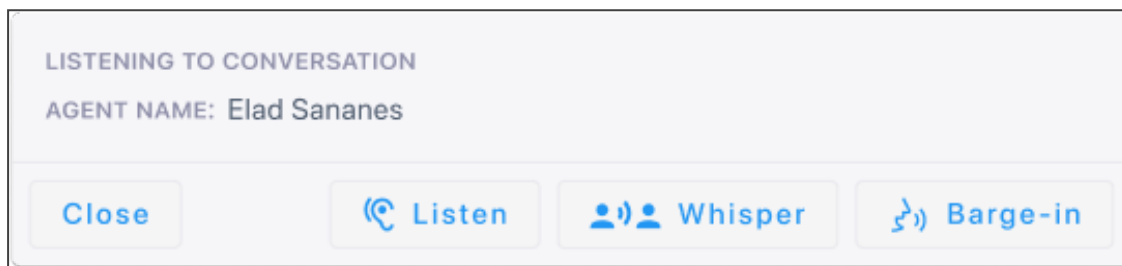 LISTENING TO CONVERSATION
AGENT NAME: Elad Sananes
Close Listen Whisper Barge-in